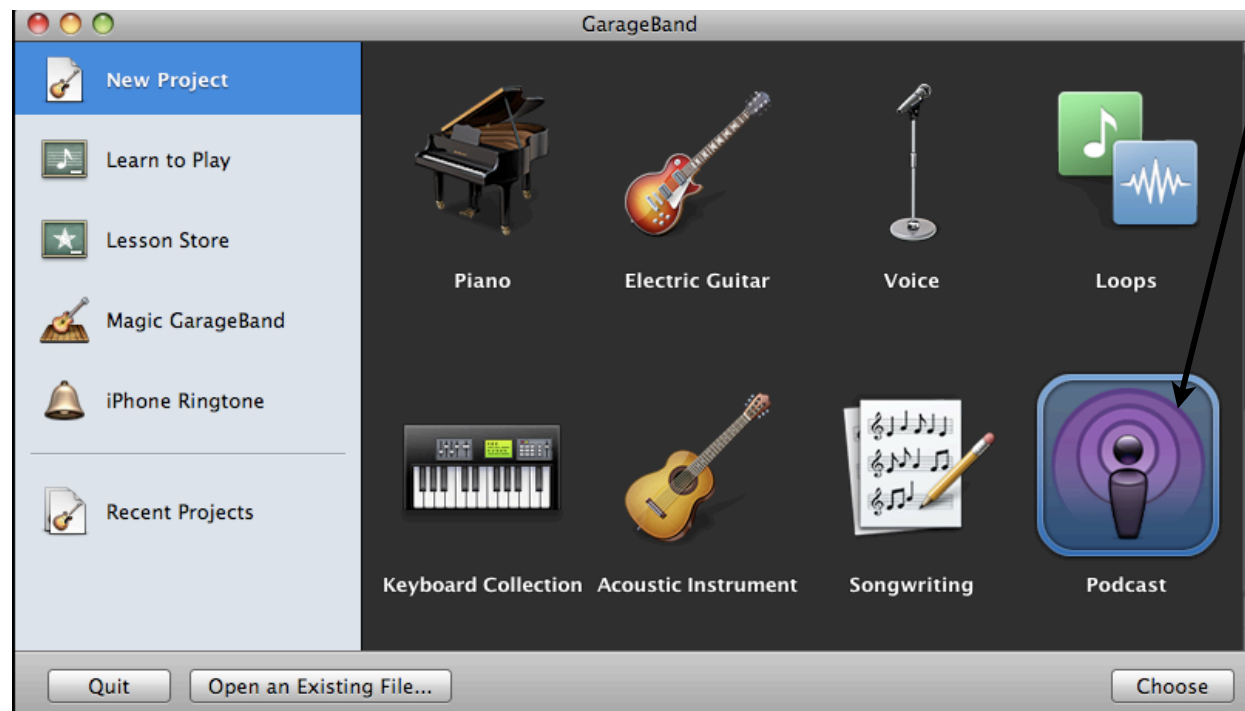 GarageBand
New Project
Learn to Play
Lesson Store
Magic GarageBand
iPhone Ringtone
Recent Projects
Piano Electric Guitar Voice Loops
Keyboard Collection Acoustic Instrument Songwriting Podcast
Quit Open an Existing File... Choose